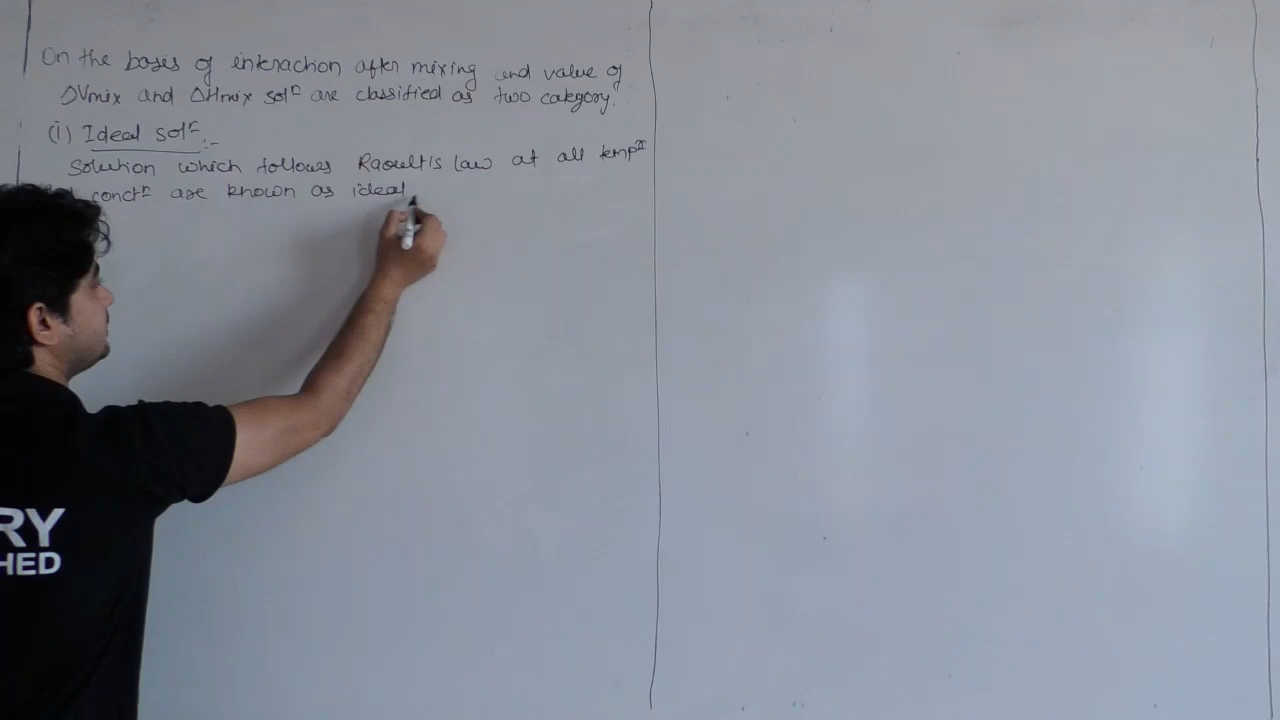 On the basis of interaction after mixing and value of
ΔVmix and ΔHmix solⁿ are classified as two category.
(i) Ideal solⁿ :-
Solution which follows Raoult's law at all tempʳ
concⁿ are known as ideal
RY
HED